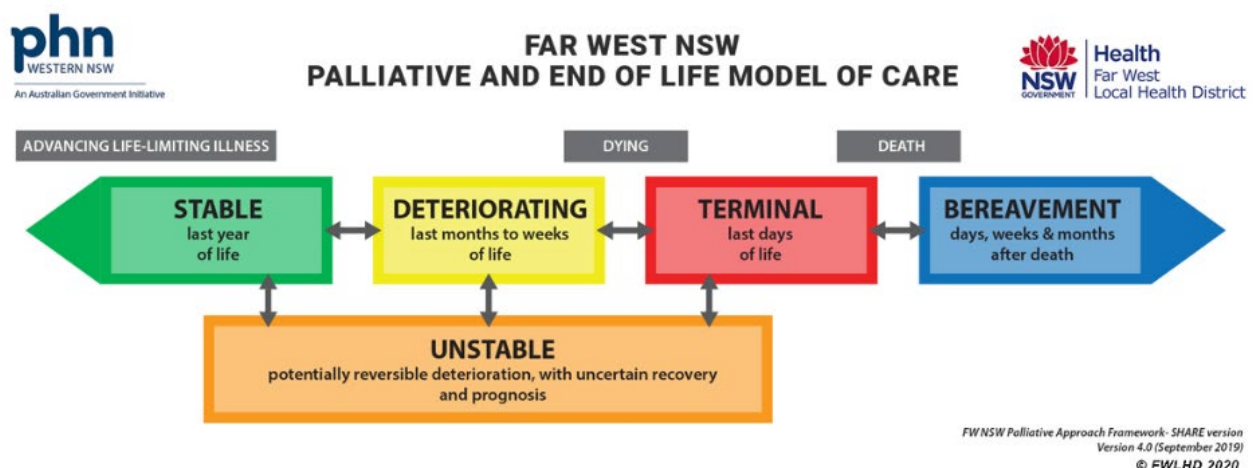 phn
WESTERN NSW
An Australian Government Initiative
FAR WEST NSW
PALLIATIVE AND END OF LIFE MODEL OF CARE
NSW
GOVERNMENT
Health
Far West
Local Health District
ADVANCING LIFE-LIMITING ILLNESS
DYING
DEATH
STABLE
last year
of life
DETERIORATING
last months to weeks
of life
TERMINAL
last days
of life
BEREAVEMENT
days, weeks & months
after death
UNSTABLE
potentially reversible deterioration, with uncertain recovery
and prognosis
FWNSW Palliative Approach Framework- SHARE version
Version 4.0 (September 2019)
© FWLHD 2020